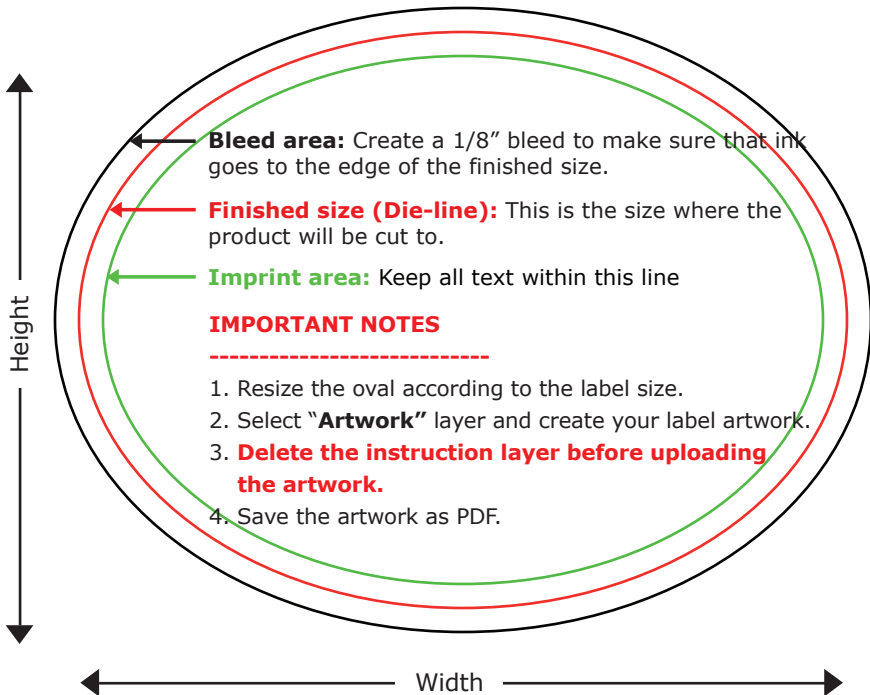 Bleed area: Create a 1/8” bleed to make sure that ink
goes to the edge of the finished size.
Finished size (Die-line): This is the size where the
product will be cut to.
Imprint area: Keep all text within this line
Height
IMPORTANT NOTES
----------------------------
1. Resize the oval according to the label size.
2. Select “Artwork” layer and create your label artwork.
3. Delete the instruction layer before uploading
the artwork.
4. Save the artwork as PDF.
Width